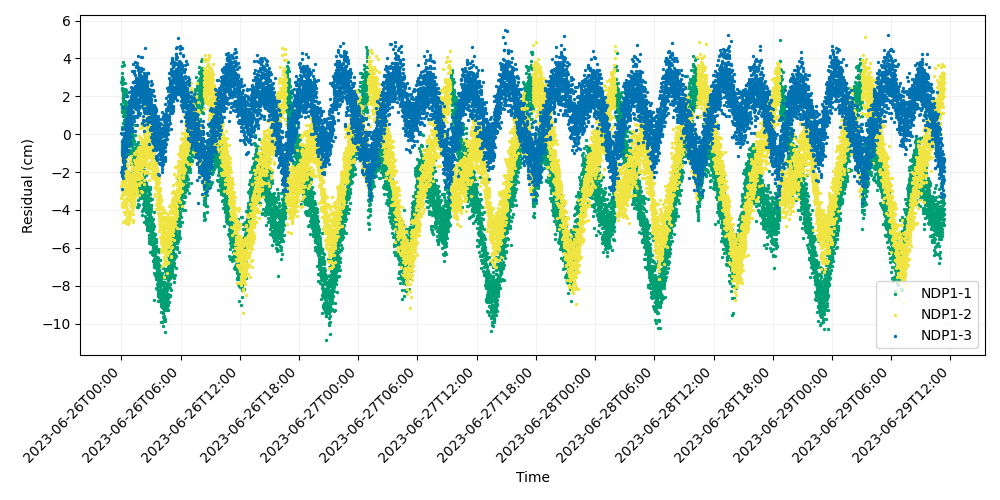 6
4
2
0
−2
−4
−6
−8
−10
Residual (cm)
NDP1-1
NDP1-2
NDP1-3
2023-06-26T00:00
2023-06-26T06:00
2023-06-26T12:00
2023-06-26T18:00
2023-06-27T00:00
2023-06-27T06:00
2023-06-27T12:00
2023-06-27T18:00
2023-06-28T00:00
2023-06-28T06:00
2023-06-28T12:00
2023-06-28T18:00
2023-06-29T00:00
2023-06-29T06:00
2023-06-29T12:00
Time